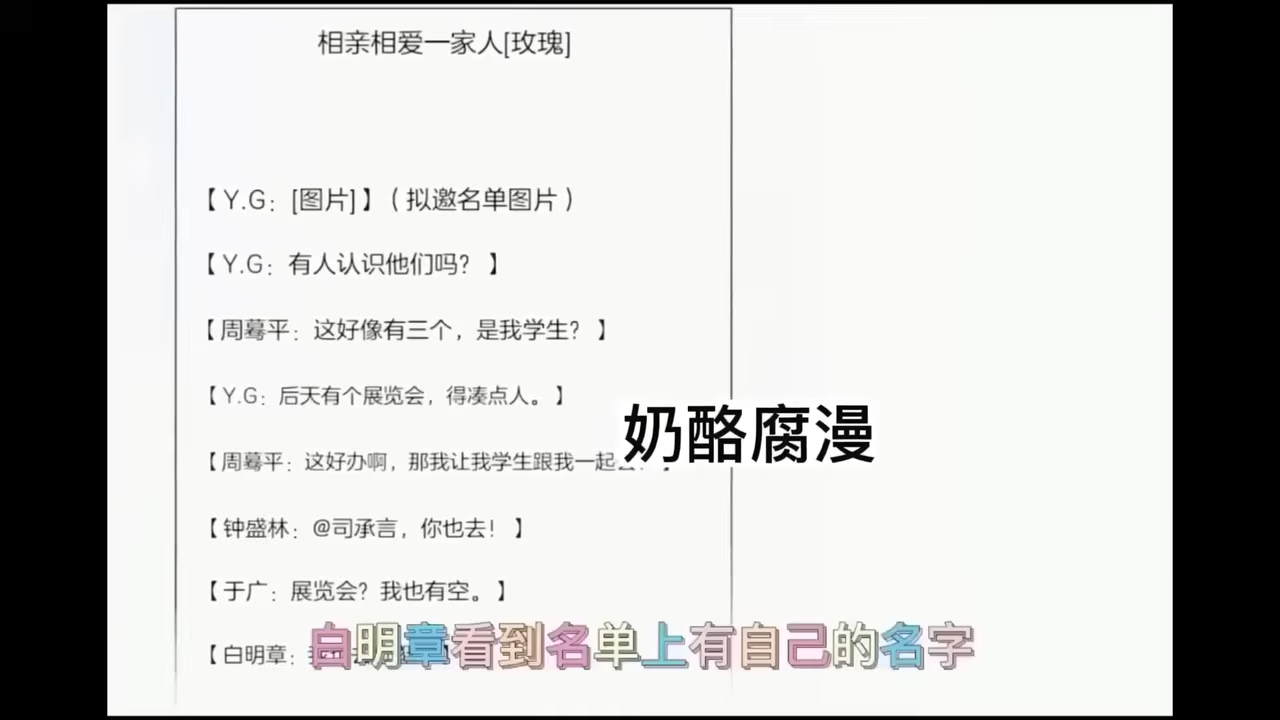 相亲相爱一家人[玫瑰]
【Y.G：[图片]】（拟邀名单图片）
【Y.G：有人认识他们吗？】
【周蓦平：这好像有三个，是我学生？】
【Y.G：后天有个展览会，得凑点人。】
【周蓦平：这好办啊，那我让我学生跟我一起
奶酪腐漫
【钟盛林：@司承言，你也去！】
【于广：展览会？我也有空。】
【白明章：
白明章看到名单上有自己的名字